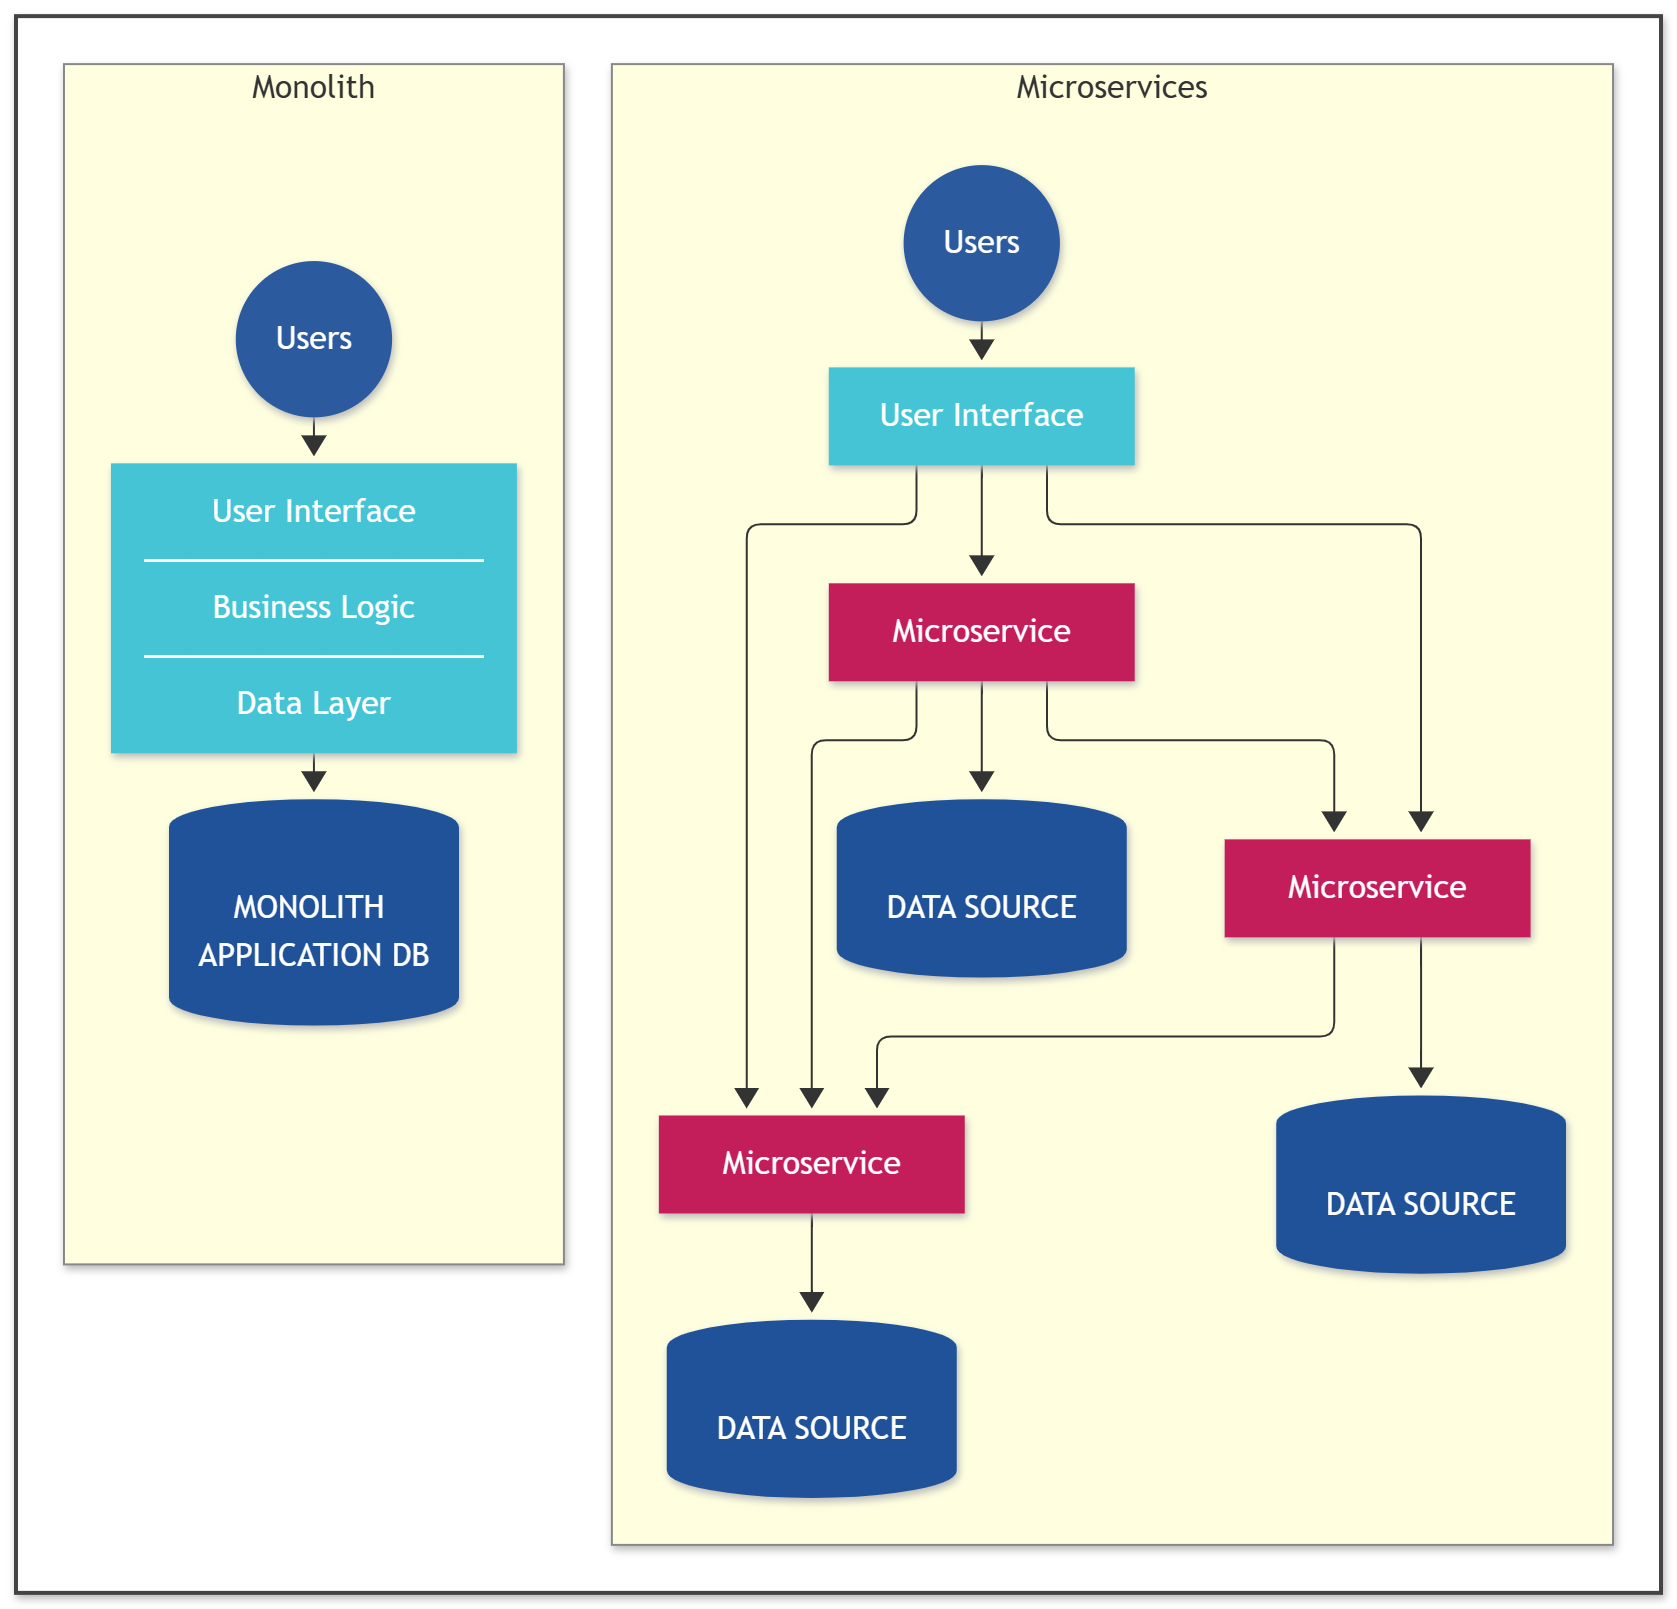 Monolith
Users
User Interface
Business Logic
Data Layer
MONOLITH
APPLICATION DB
Microservices
Users
User Interface
Microservice
DATA SOURCE
Microservice
Microservice
DATA SOURCE
DATA SOURCE